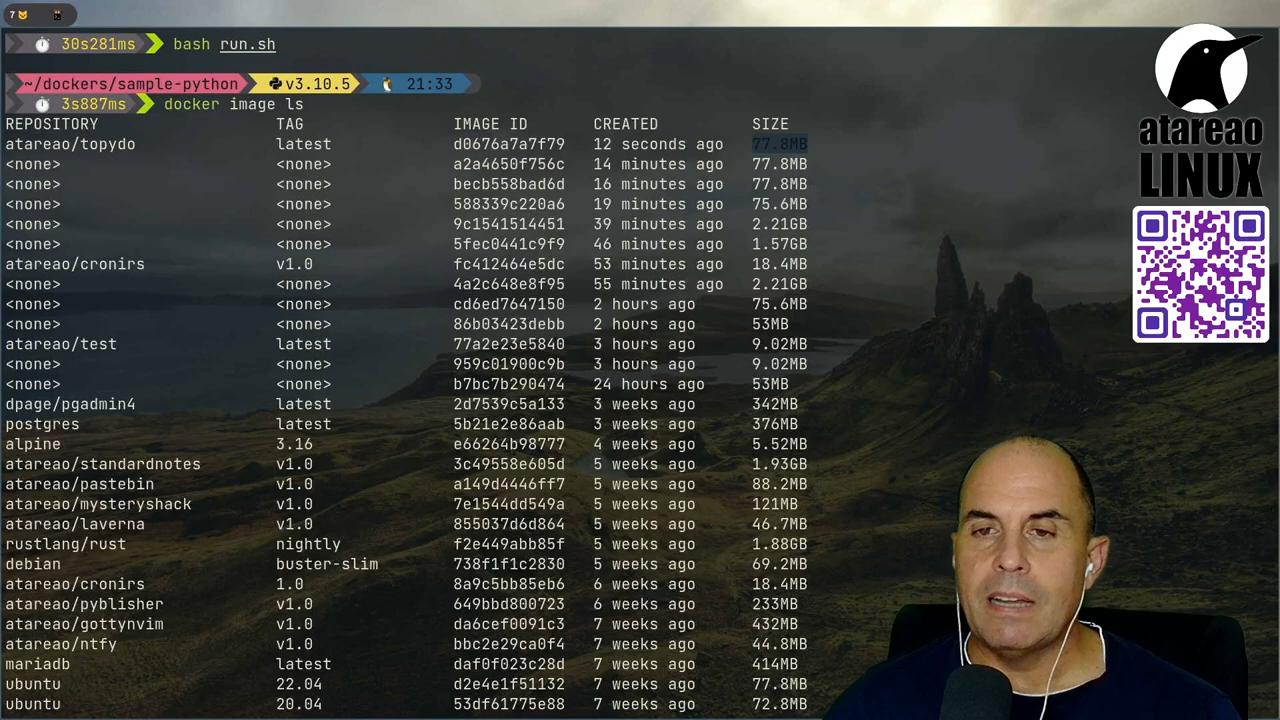 7
30s281ms bash run.sh
~/dockers/sample-python v3.10.5 21:33
3s887ms docker image ls
REPOSITORY TAG IMAGE ID CREATED SIZE
atareao/topydo latest d0676a7a7f79 12 seconds ago 77.8MB
<none> <none> a2a4650f756c 14 minutes ago 77.8MB
<none> <none> becb558bad6d 16 minutes ago 77.8MB
<none> <none> 588339c220a6 19 minutes ago 75.6MB
<none> <none> 9c1541514451 39 minutes ago 2.21GB
<none> <none> 5fec0441c9f9 46 minutes ago 1.57GB
atareao/cronirs v1.0 fc412464e5dc 53 minutes ago 18.4MB
<none> <none> 4a2c648e8f95 55 minutes ago 2.21GB
<none> <none> cd6ed7647150 2 hours ago 75.6MB
<none> <none> 86b03423debb 2 hours ago 53MB
atareao/test latest 77a2e23e5840 3 hours ago 9.02MB
<none> <none> 959c01900c9b 3 hours ago 9.02MB
<none> <none> b7bc7b290474 24 hours ago 53MB
dpage/pgadmin4 latest 2d7539c5a133 3 weeks ago 342MB
postgres latest 5b21e2e86aab 3 weeks ago 376MB
alpine 3.16 e66264b98777 4 weeks ago 5.52MB
atareao/standardnotes v1.0 3c49558e605d 5 weeks ago 1.93GB
atareao/pastebin v1.0 a149d4446ff7 5 weeks ago 88.2MB
atareao/mysteryshack v1.0 7e1544dd549a 5 weeks ago 121MB
atareao/laverna v1.0 855037d6d864 5 weeks ago 46.7MB
rustlang/rust nightly f2e449abb85f 5 weeks ago 1.88GB
debian buster-slim 738f1f1c2830 5 weeks ago 69.2MB
atareao/cronirs 1.0 8a9c5bb85eb6 6 weeks ago 18.4MB
atareao/pyblisher v1.0 649bbd800723 6 weeks ago 233MB
atareao/gottynvim v1.0 da6cef0091c3 7 weeks ago 432MB
atareao/ntfy v1.0 bbc2e29ca0f4 7 weeks ago 44.8MB
mariadb latest daf0f023c28d 7 weeks ago 414MB
ubuntu 22.04 d2e4e1f51132 7 weeks ago 77.8MB
ubuntu 20.04 53df61775e88 7 weeks ago 72.8MB
atareao
LINUX